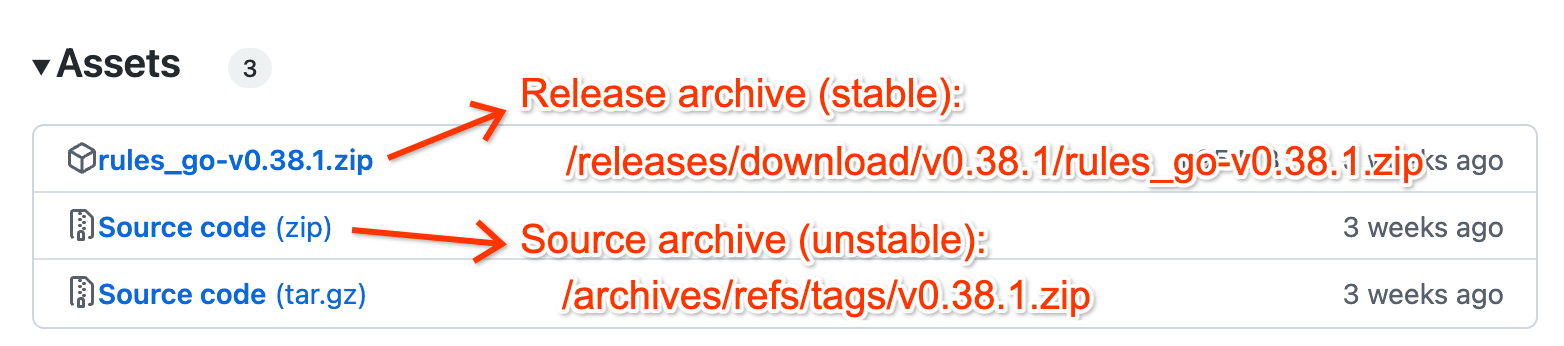 Assets 3
Release archive (stable):
rules_go-v0.38.1.zip
/releases/download/v0.38.1/rules_go-v0.38.1.zip
weeks ago
Source code (zip)
3 weeks ago
Source archive (unstable):
Source code (tar.gz)
/archives/refs/tags/v0.38.1.zip
3 weeks ago